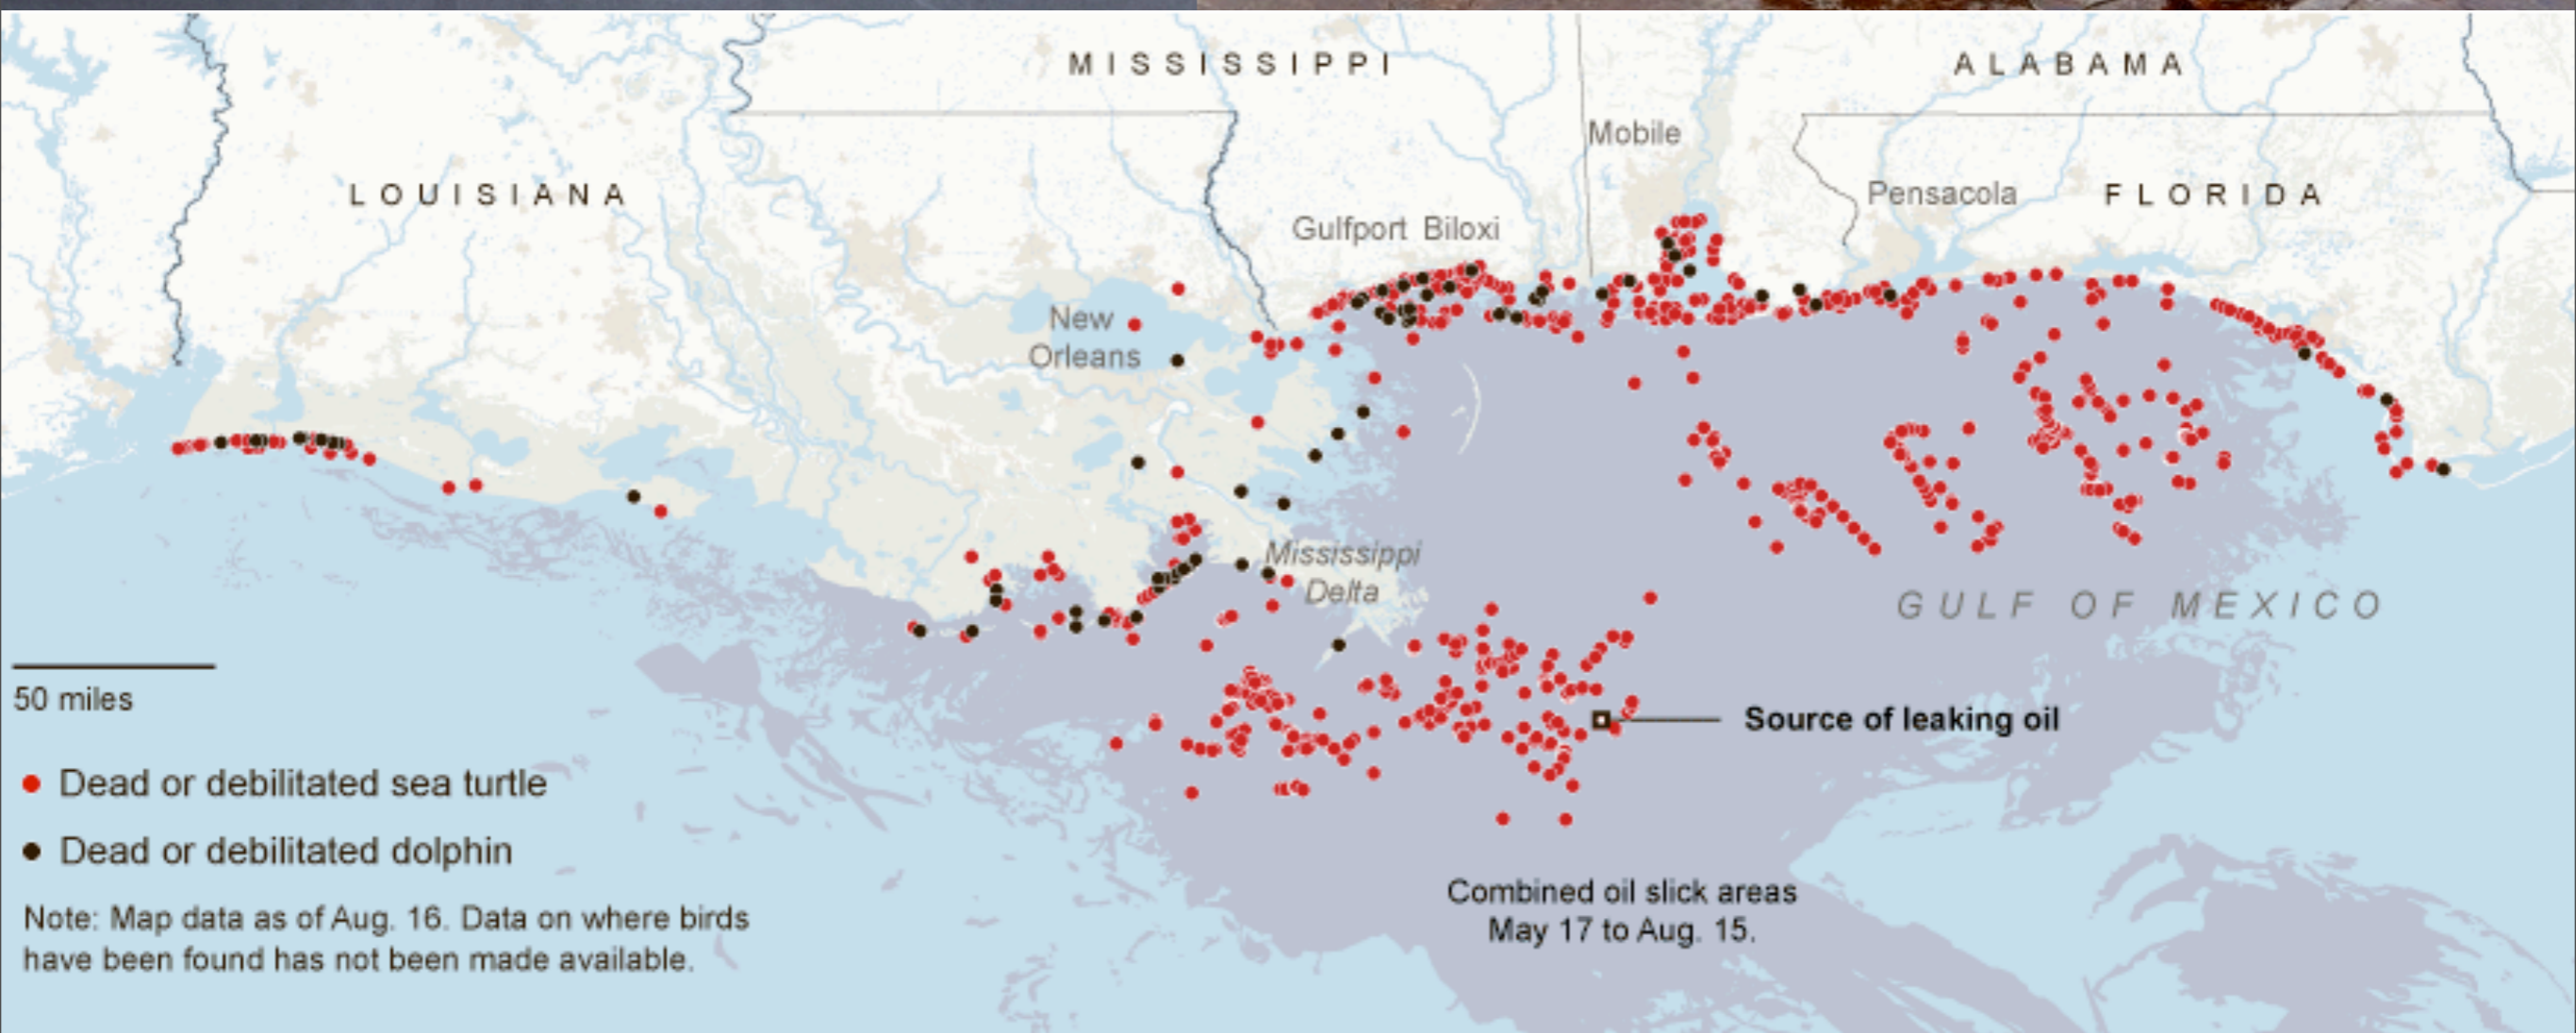 MISSISSIPPI
ALABAMA
Mobile
LOUISIANA
Pensacola
FLORIDA
Gulfport Biloxi
New
Orleans
Mississippi
Delta
GULF OF MEXICO
50 miles
Source of leaking oil
Dead or debilitated sea turtle
Dead or debilitated dolphin
Combined oil slick areas
May 17 to Aug. 15.
Note: Map data as of Aug. 16. Data on where birds
have been found has not been made available.